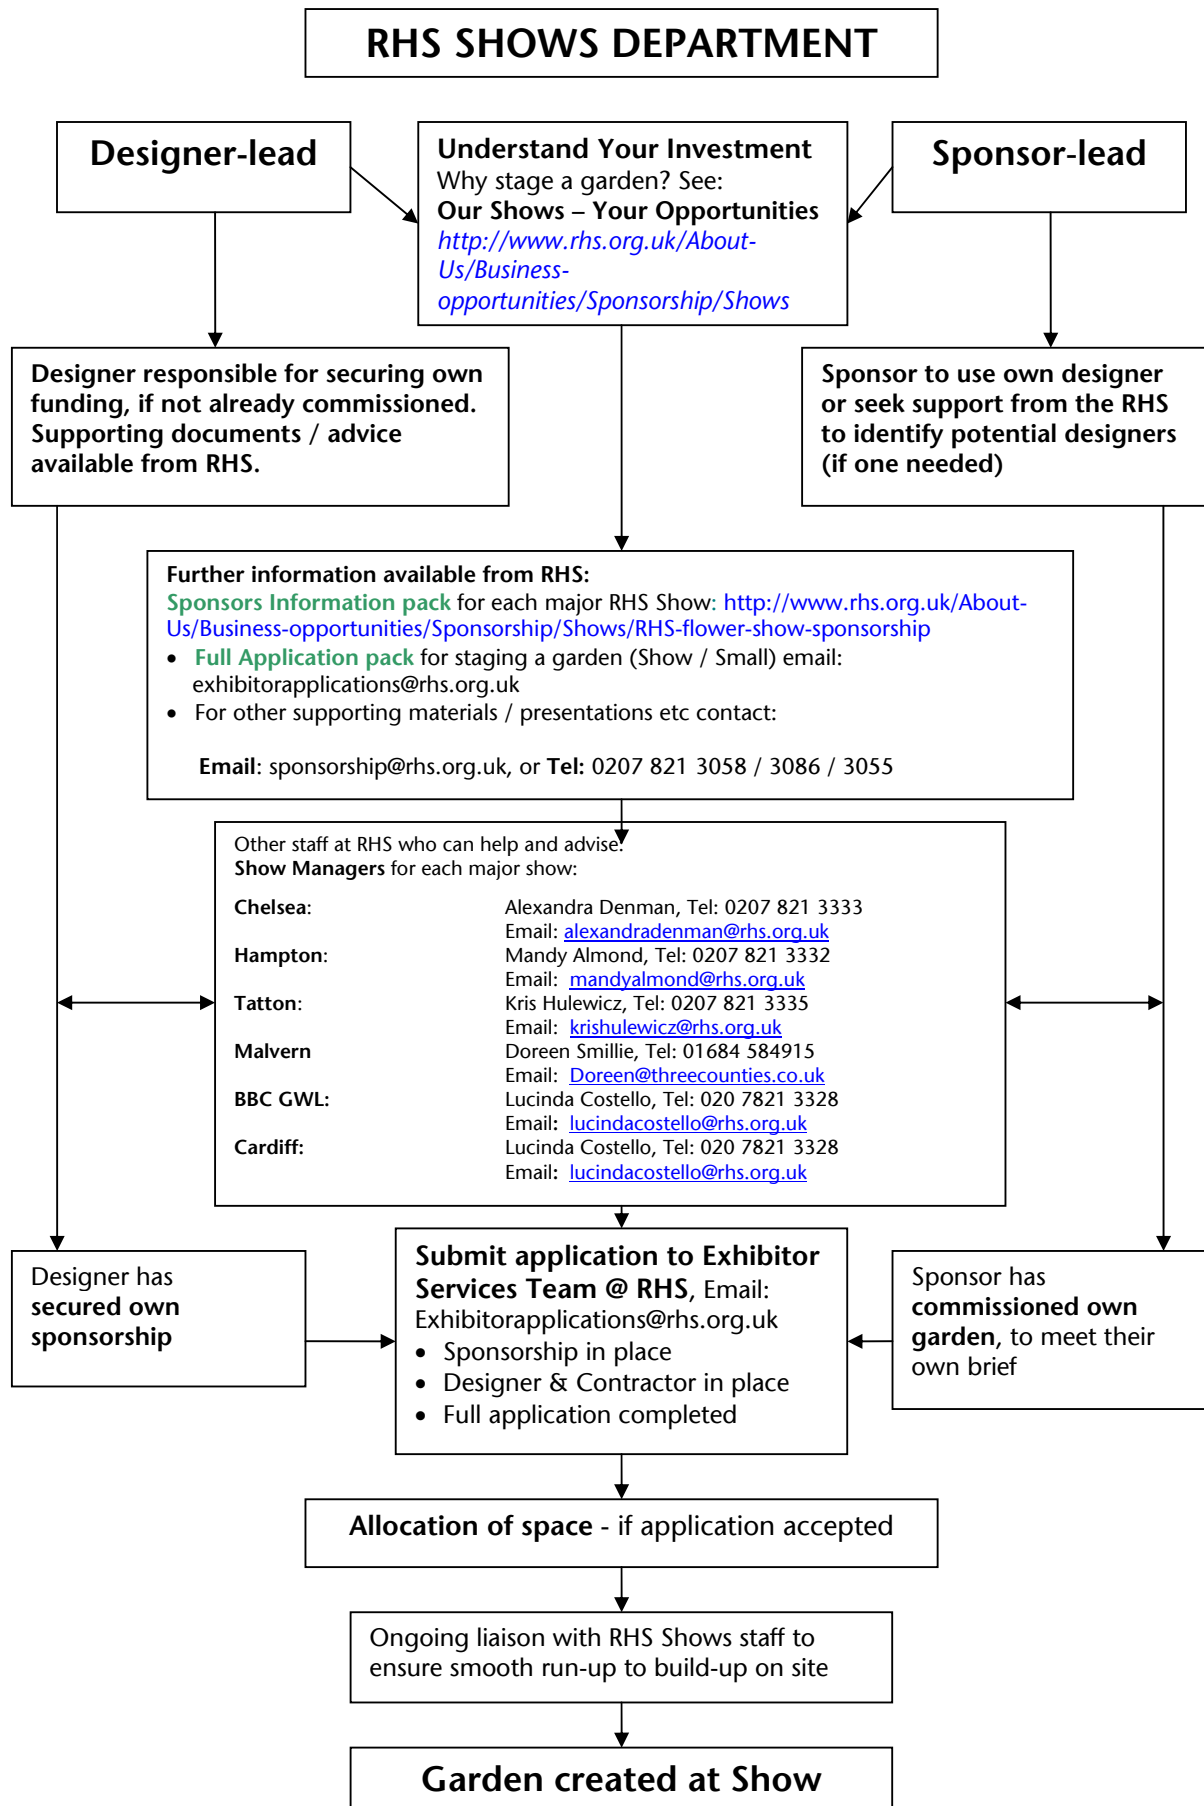 RHS SHOWS DEPARTMENT
Designer-lead
Understand Your Investment
Why stage a garden? See:
Our Shows – Your Opportunities
http://www.rhs.org.uk/About-
Us/Business-
opportunities/Sponsorship/Shows
Sponsor-lead
Designer responsible for securing own
funding, if not already commissioned.
Supporting documents / advice
available from RHS.
Sponsor to use own designer
or seek support from the RHS
to identify potential designers
(if one needed)
Further information available from RHS:
Sponsors Information pack for each major RHS Show: http://www.rhs.org.uk/About-
Us/Business-opportunities/Sponsorship/Shows/RHS-flower-show-sponsorship
• Full Application pack for staging a garden (Show / Small) email:
exhibitorapplications@rhs.org.uk
• For other supporting materials / presentations etc contact:
Email: sponsorship@rhs.org.uk, or Tel: 0207 821 3058 / 3086 / 3055
Other staff at RHS who can help and advise:
Show Managers for each major show:
Chelsea: Alexandra Denman, Tel: 0207 821 3333
Email: alexandradenman@rhs.org.uk
Hampton: Mandy Almond, Tel: 0207 821 3332
Email: mandyalmond@rhs.org.uk
Tatton: Kris Hulewicz, Tel: 0207 821 3335
Email: krishulewicz@rhs.org.uk
Malvern Doreen Smillie, Tel: 01684 584915
Email: Doreen@threecounties.co.uk
BBC GWL: Lucinda Costello, Tel: 020 7821 3328
Email: lucindacostello@rhs.org.uk
Cardiff: Lucinda Costello, Tel: 020 7821 3328
Email: lucindacostello@rhs.org.uk
Designer has
secured own
sponsorship
Submit application to Exhibitor
Services Team @ RHS, Email:
Exhibitorapplications@rhs.org.uk
• Sponsorship in place
• Designer & Contractor in place
• Full application completed
Sponsor has
commissioned own
garden, to meet their
own brief
Allocation of space - if application accepted
Ongoing liaison with RHS Shows staff to
ensure smooth run-up to build-up on site
Garden created at Show